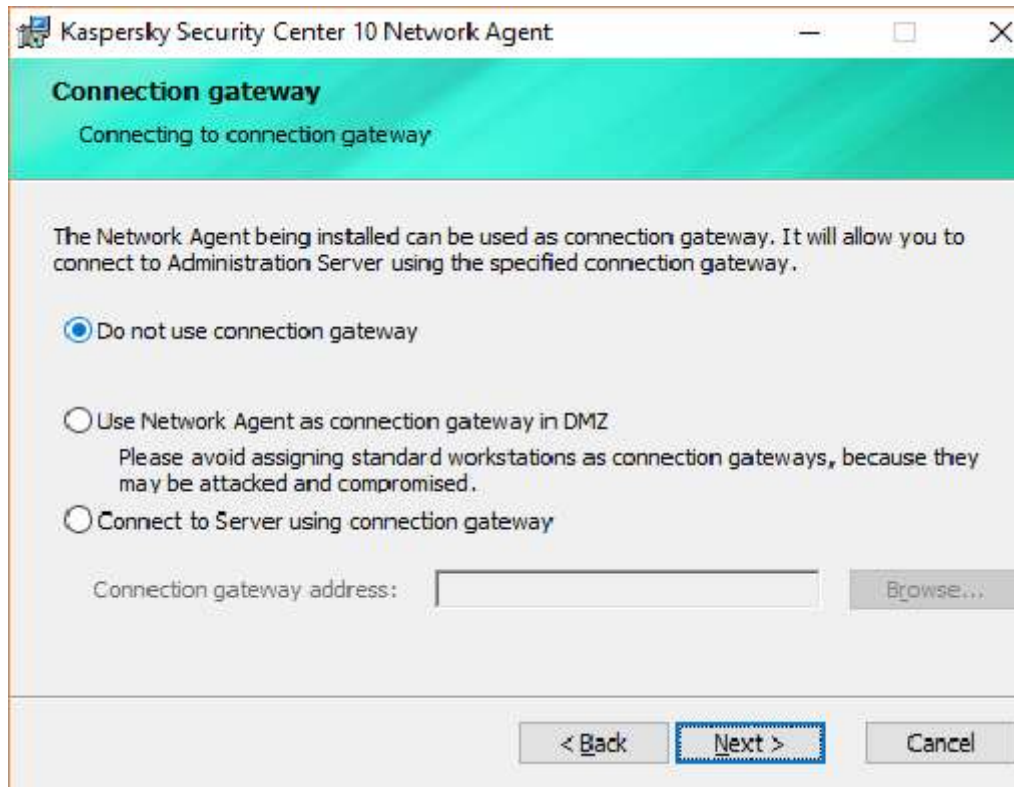 Kaspersky Security Center 10 Network Agent
Connection gateway
Connecting to connection gateway
The Network Agent being installed can be used as connection gateway. It will allow you to
connect to Administration Server using the specified connection gateway.
Do not use connection gateway
Use Network Agent as connection gateway in DMZ
Please avoid assigning standard workstations as connection gateways, because they
may be attacked and compromised.
Connect to Server using connection gateway
Connection gateway address: Browse...
< Back Next > Cancel